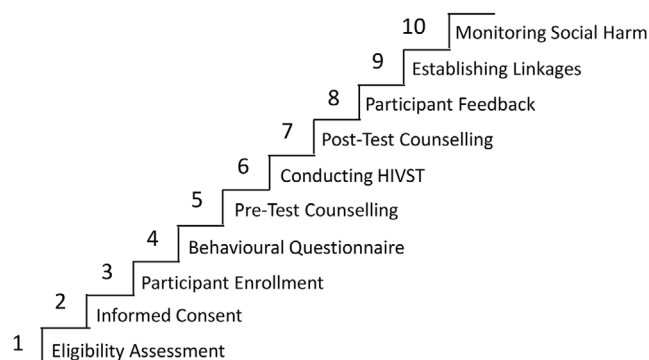 10
Monitoring Social Harm
9
Establishing Linkages
8
Participant Feedback
7
Post-Test Counselling
6
Conducting HIVST
5
Pre-Test Counselling
4
Behavioural Questionnaire
3
Participant Enrollment
2
Informed Consent
1
Eligibility Assessment